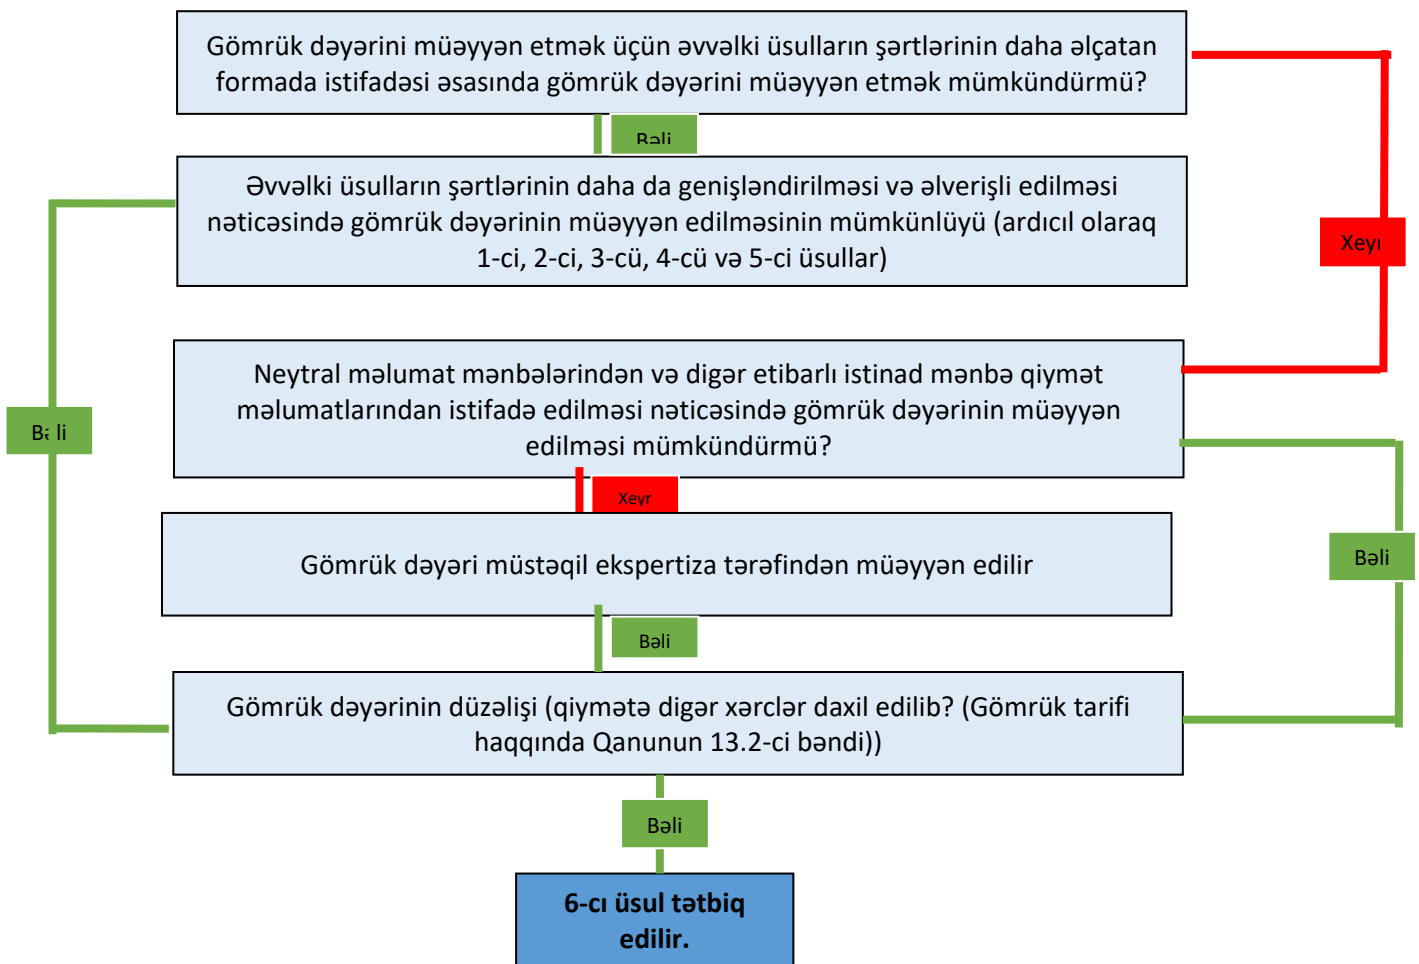 Gömrük dəyərini müəyyən etmək üçün əvvəlki üsulların şərtlərinin daha əlçatan
formada istifadəsi əsasında gömrük dəyərini müəyyən etmək mümkündürmü?
Bəli
Əvvəlki üsulların şərtlərinin daha da genişləndirilməsi və əlverişli edilməsi
nəticəsində gömrük dəyərinin müəyyən edilməsinin mümkünlüyü (ardıcıl olaraq
1-ci, 2-ci, 3-cü, 4-cü və 5-ci üsullar)
Xeyr
Neytral məlumat mənbələrindən və digər etibarlı istinad mənbə qiymət
məlumatlarından istifadə edilməsi nəticəsində gömrük dəyərinin müəyyən
edilməsi mümkündürmü?
Bəli
Xeyr
Gömrük dəyəri müstəqil ekspertiza tərəfindən müəyyən edilir
Bəli
Bəli
Gömrük dəyərinin düzəlişi (qiymətə digər xərclər daxil edilib? (Gömrük tarifi
haqqında Qanunun 13.2-ci bəndi))
Bəli
6-cı üsul tətbiq
edilir.